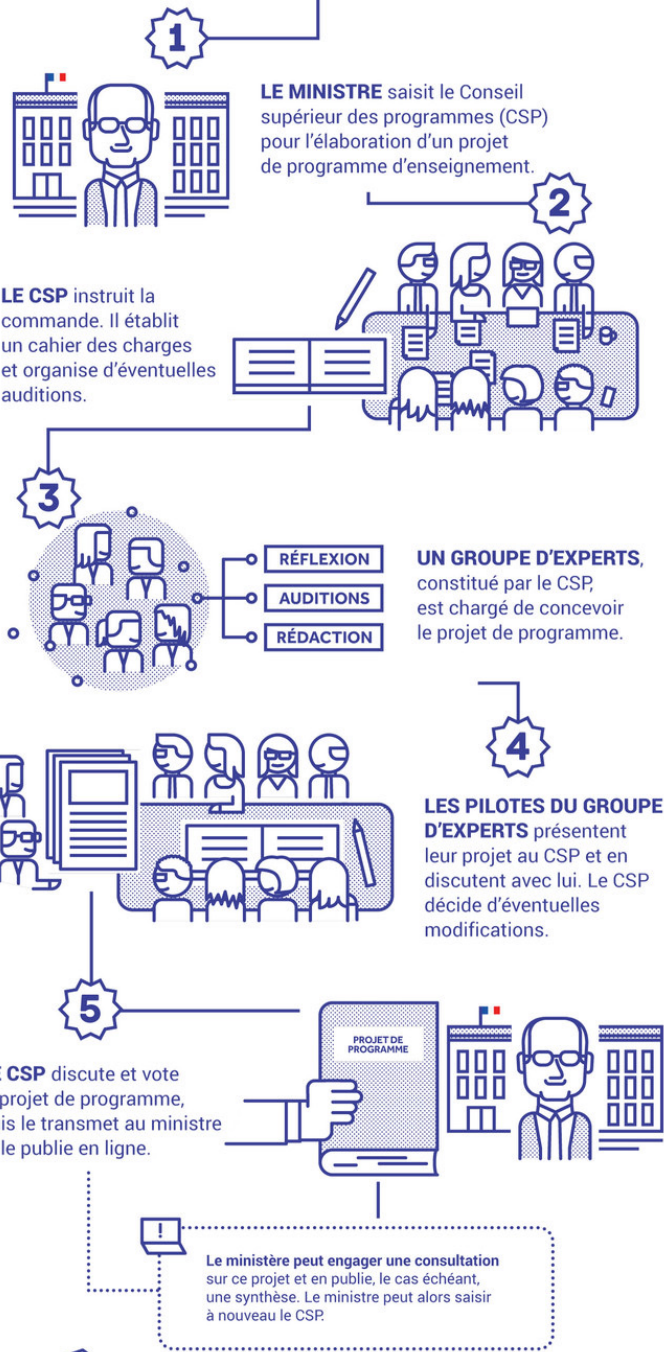 1
LE MINISTRE saisit le Conseil
supérieur des programmes (CSP)
pour l'élaboration d'un projet
de programme d'enseignement.
2
LE CSP instruit la
commande. Il établit
un cahier des charges
et organise d'éventuelles
auditions.
3
RÉFLEXION
AUDITIONS
RÉDACTION
UN GROUPE D'EXPERTS,
constitué par le CSP,
est chargé de concevoir
le projet de programme.
4
LES PILOTES DU GROUPE
D'EXPERTS présentent
leur projet au CSP et en
discutent avec lui. Le CSP
décide d'éventuelles
modifications.
5
CSP discute et vote
projet de programme,
le transmet au ministre
le publie en ligne.
PROJET DE
PROGRAMME
!
Le ministère peut engager une consultation
sur ce projet et en publie, le cas échéant,
une synthèse. Le ministre peut alors saisir
à nouveau le CSP.